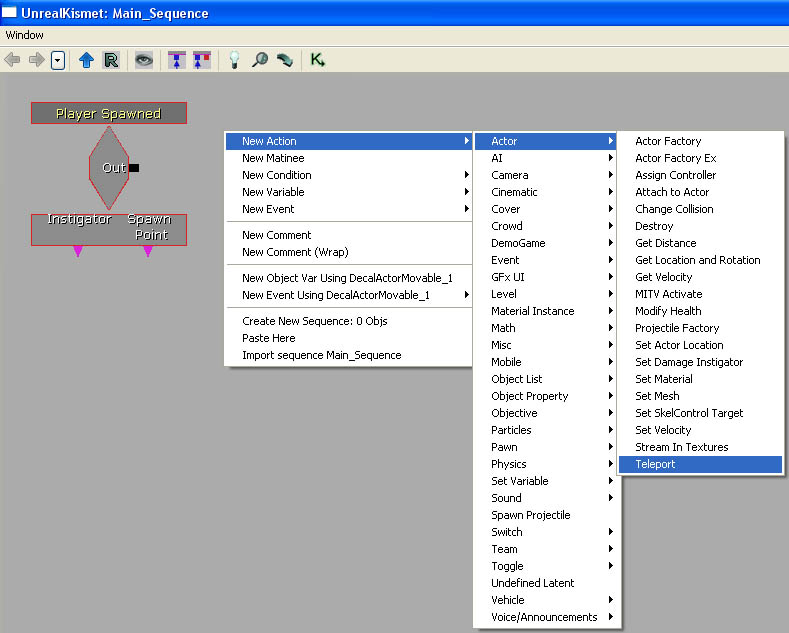 UnrealKismet: Main_Sequence
Window
R
K
Player Spawned
Out
Instigator Spawn
Point
New Action
New Matinee
New Condition
New Variable
New Event
New Comment
New Comment (Wrap)
New Object Var Using DecalActorMovable_1
New Event Using DecalActorMovable_1
Create New Sequence: 0 Objs
Paste Here
Import sequence Main_Sequence
Actor
AI
Camera
Cinematic
Cover
Crowd
DemoGame
Event
GFx UI
Level
Material Instance
Math
Misc
Mobile
Object List
Object Property
Objective
Particles
Pawn
Physics
Set Variable
Sound
Spawn Projectile
Switch
Team
Toggle
Undefined Latent
Vehicle
Voice/Announcements
Actor Factory
Actor Factory Ex
Assign Controller
Attach to Actor
Change Collision
Destroy
Get Distance
Get Location and Rotation
Get Velocity
MITV Activate
Modify Health
Projectile Factory
Set Actor Location
Set Damage Instigator
Set Material
Set Mesh
Set SkelControl Target
Set Velocity
Stream In Textures
Teleport